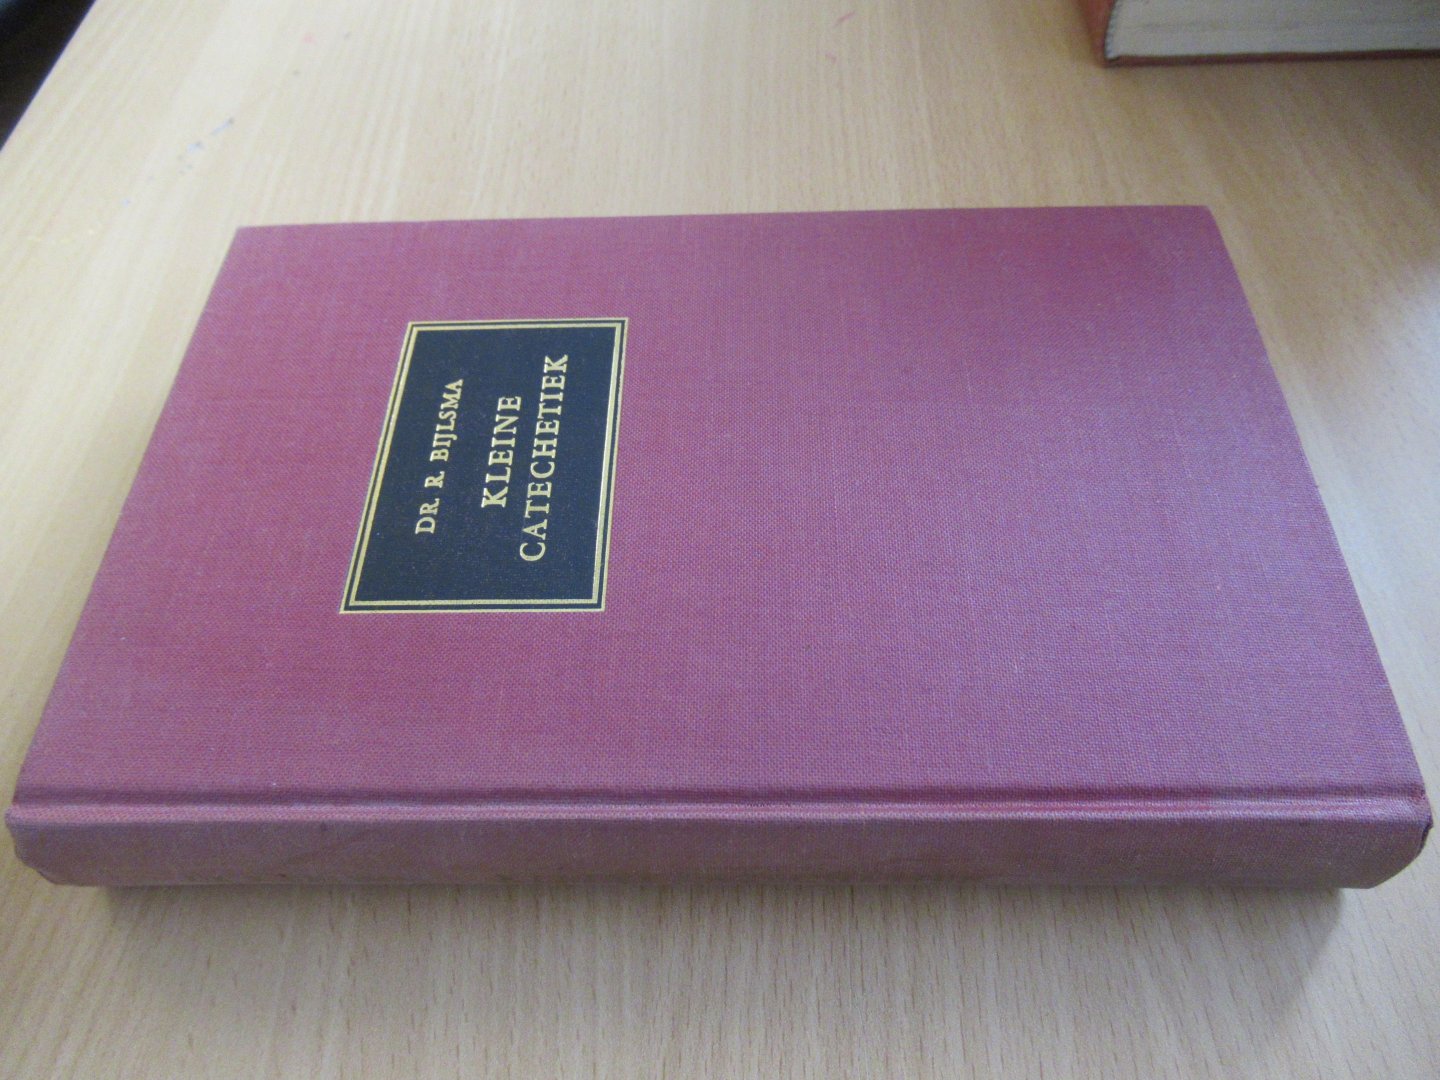 DR. R. BIJLSMA
KLEINE
CATECHETIEK